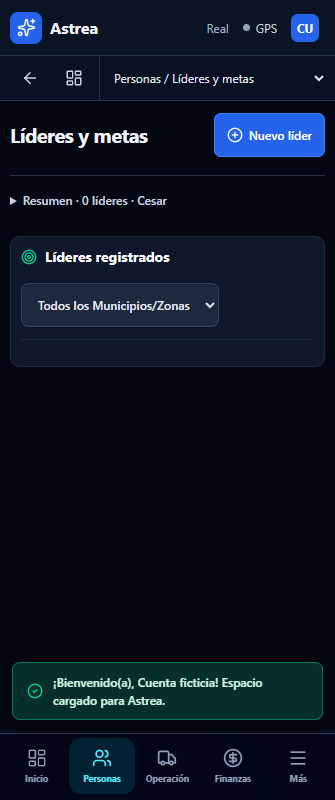 Astrea
Real
GPS
CU
Personas / Líderes y metas
Líderes y metas
Nuevo líder
Resumen · 0 líderes · Cesar
Líderes registrados
Todos los Municipios/Zonas
¡Bienvenido(a), Cuenta ficticia! Espacio
cargado para Astrea.
Inicio
Personas
Operación
Finanzas
Más